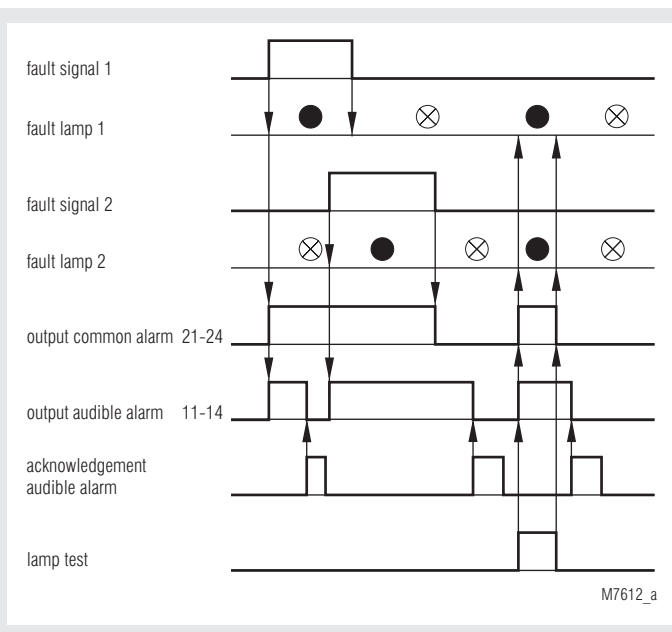 fault signal 1
fault lamp 1
fault signal 2
fault lamp 2
output common alarm 21-24
output audible alarm 11-14
acknowledgement
audible alarm
lamp test
M7612_a